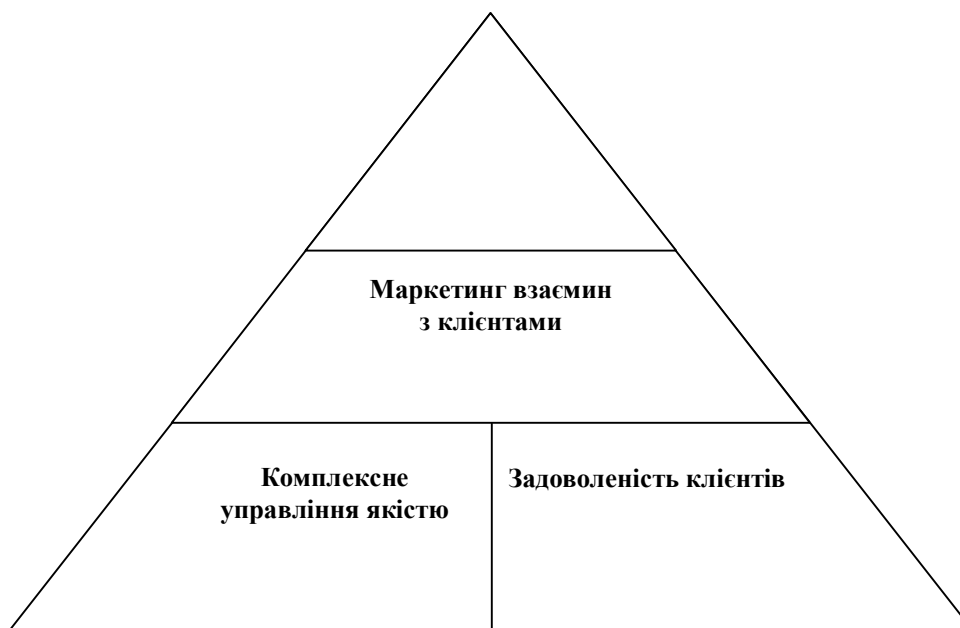 Маркетинг взаємин
з клієнтами
Комплексне
управління якістю
Задоволеність клієнтів